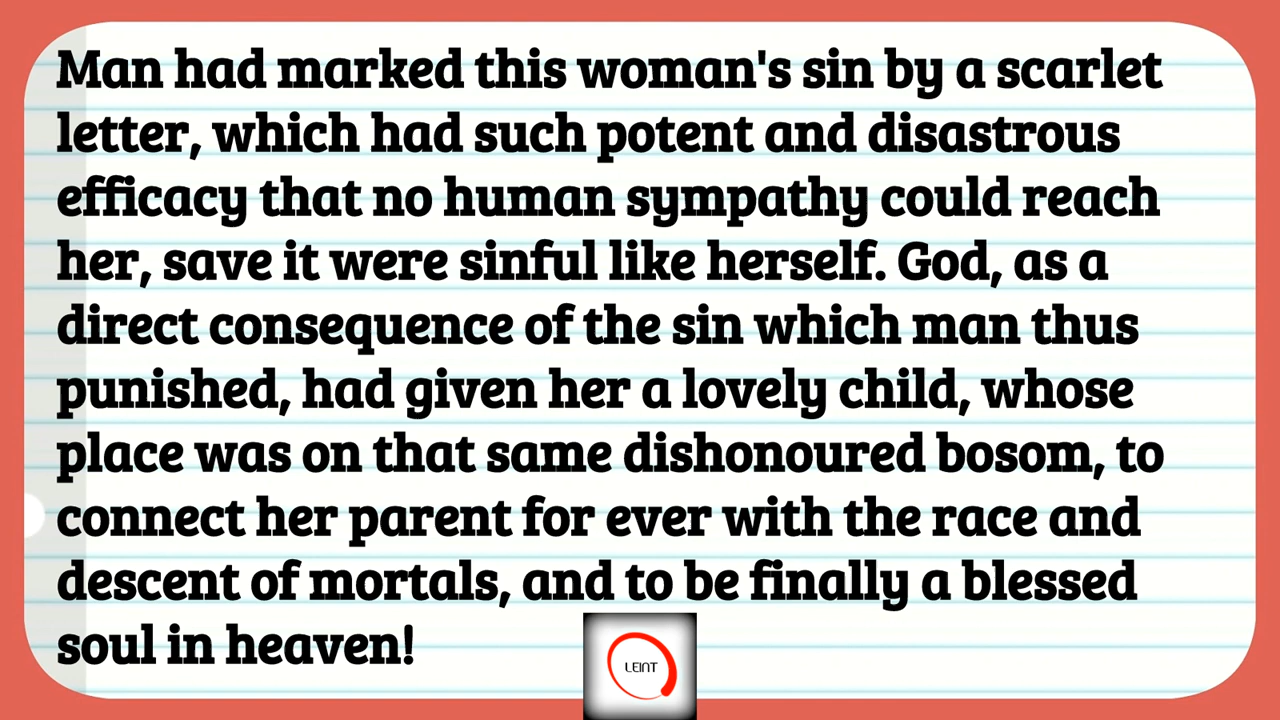 Man had marked this woman's sin by a scarlet
letter, which had such potent and disastrous
efficacy that no human sympathy could reach
her, save it were sinful like herself. God, as a
direct consequence of the sin which man thus
punished, had given her a lovely child, whose
place was on that same dishonoured bosom, to
connect her parent for ever with the race and
descent of mortals, and to be finally a blessed
soul in heaven!
LEINT